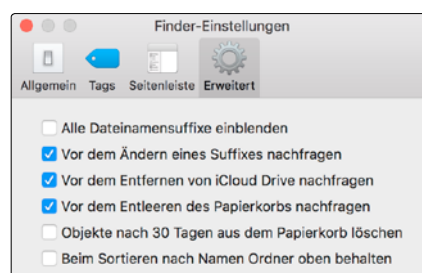 Finder-Einstellungen
Allgemein Tags Seitenleiste Erweitert
Alle Dateinamensuffixe einblenden
Vor dem Ändern eines Suffixes nachfragen
Vor dem Entfernen von iCloud Drive nachfragen
Vor dem Entleeren des Papierkorbs nachfragen
Objekte nach 30 Tagen aus dem Papierkorb löschen
Beim Sortieren nach Namen Ordner oben behalten